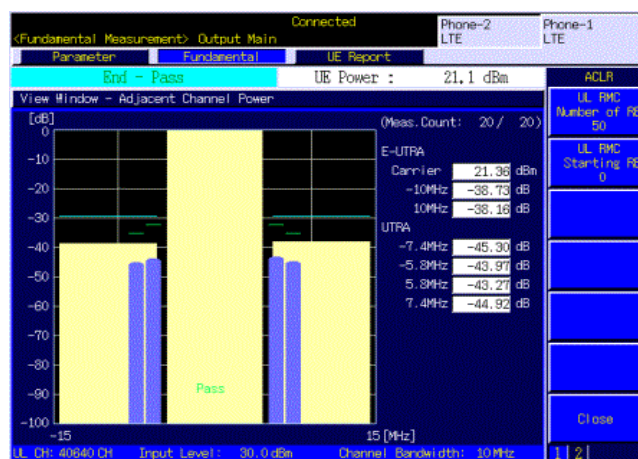 Connected
Phone-2
LTE
Phone-1
LTE
<Fundamental Measurement> Output Main
Parameter
Fundamental
UE Report
End - Pass
UE Power :
21.1 dBm
ACLR
View Window - Adjacent Channel Power
UL RMC
Number of RB
50
UL RMC
Starting RB
0
[dB]
(Meas.Count: 20/ 20)
0
-10
-20
-30
-40
-50
-60
-70
-80
-90
-100
E-UTRA
Carrier 21.36 dBm
-10MHz -38.73 dB
10MHz -38.16 dB
UTRA
-7.4MHz -45.30 dB
-5.8MHz -43.97 dB
5.8MHz -43.27 dB
7.4MHz -44.92 dB
Pass
-15
15 [MHz]
Close
UL CH: 40640 CH Input Level: 30.0 dBm Channel Bandwidth: 10 MHz
1 2